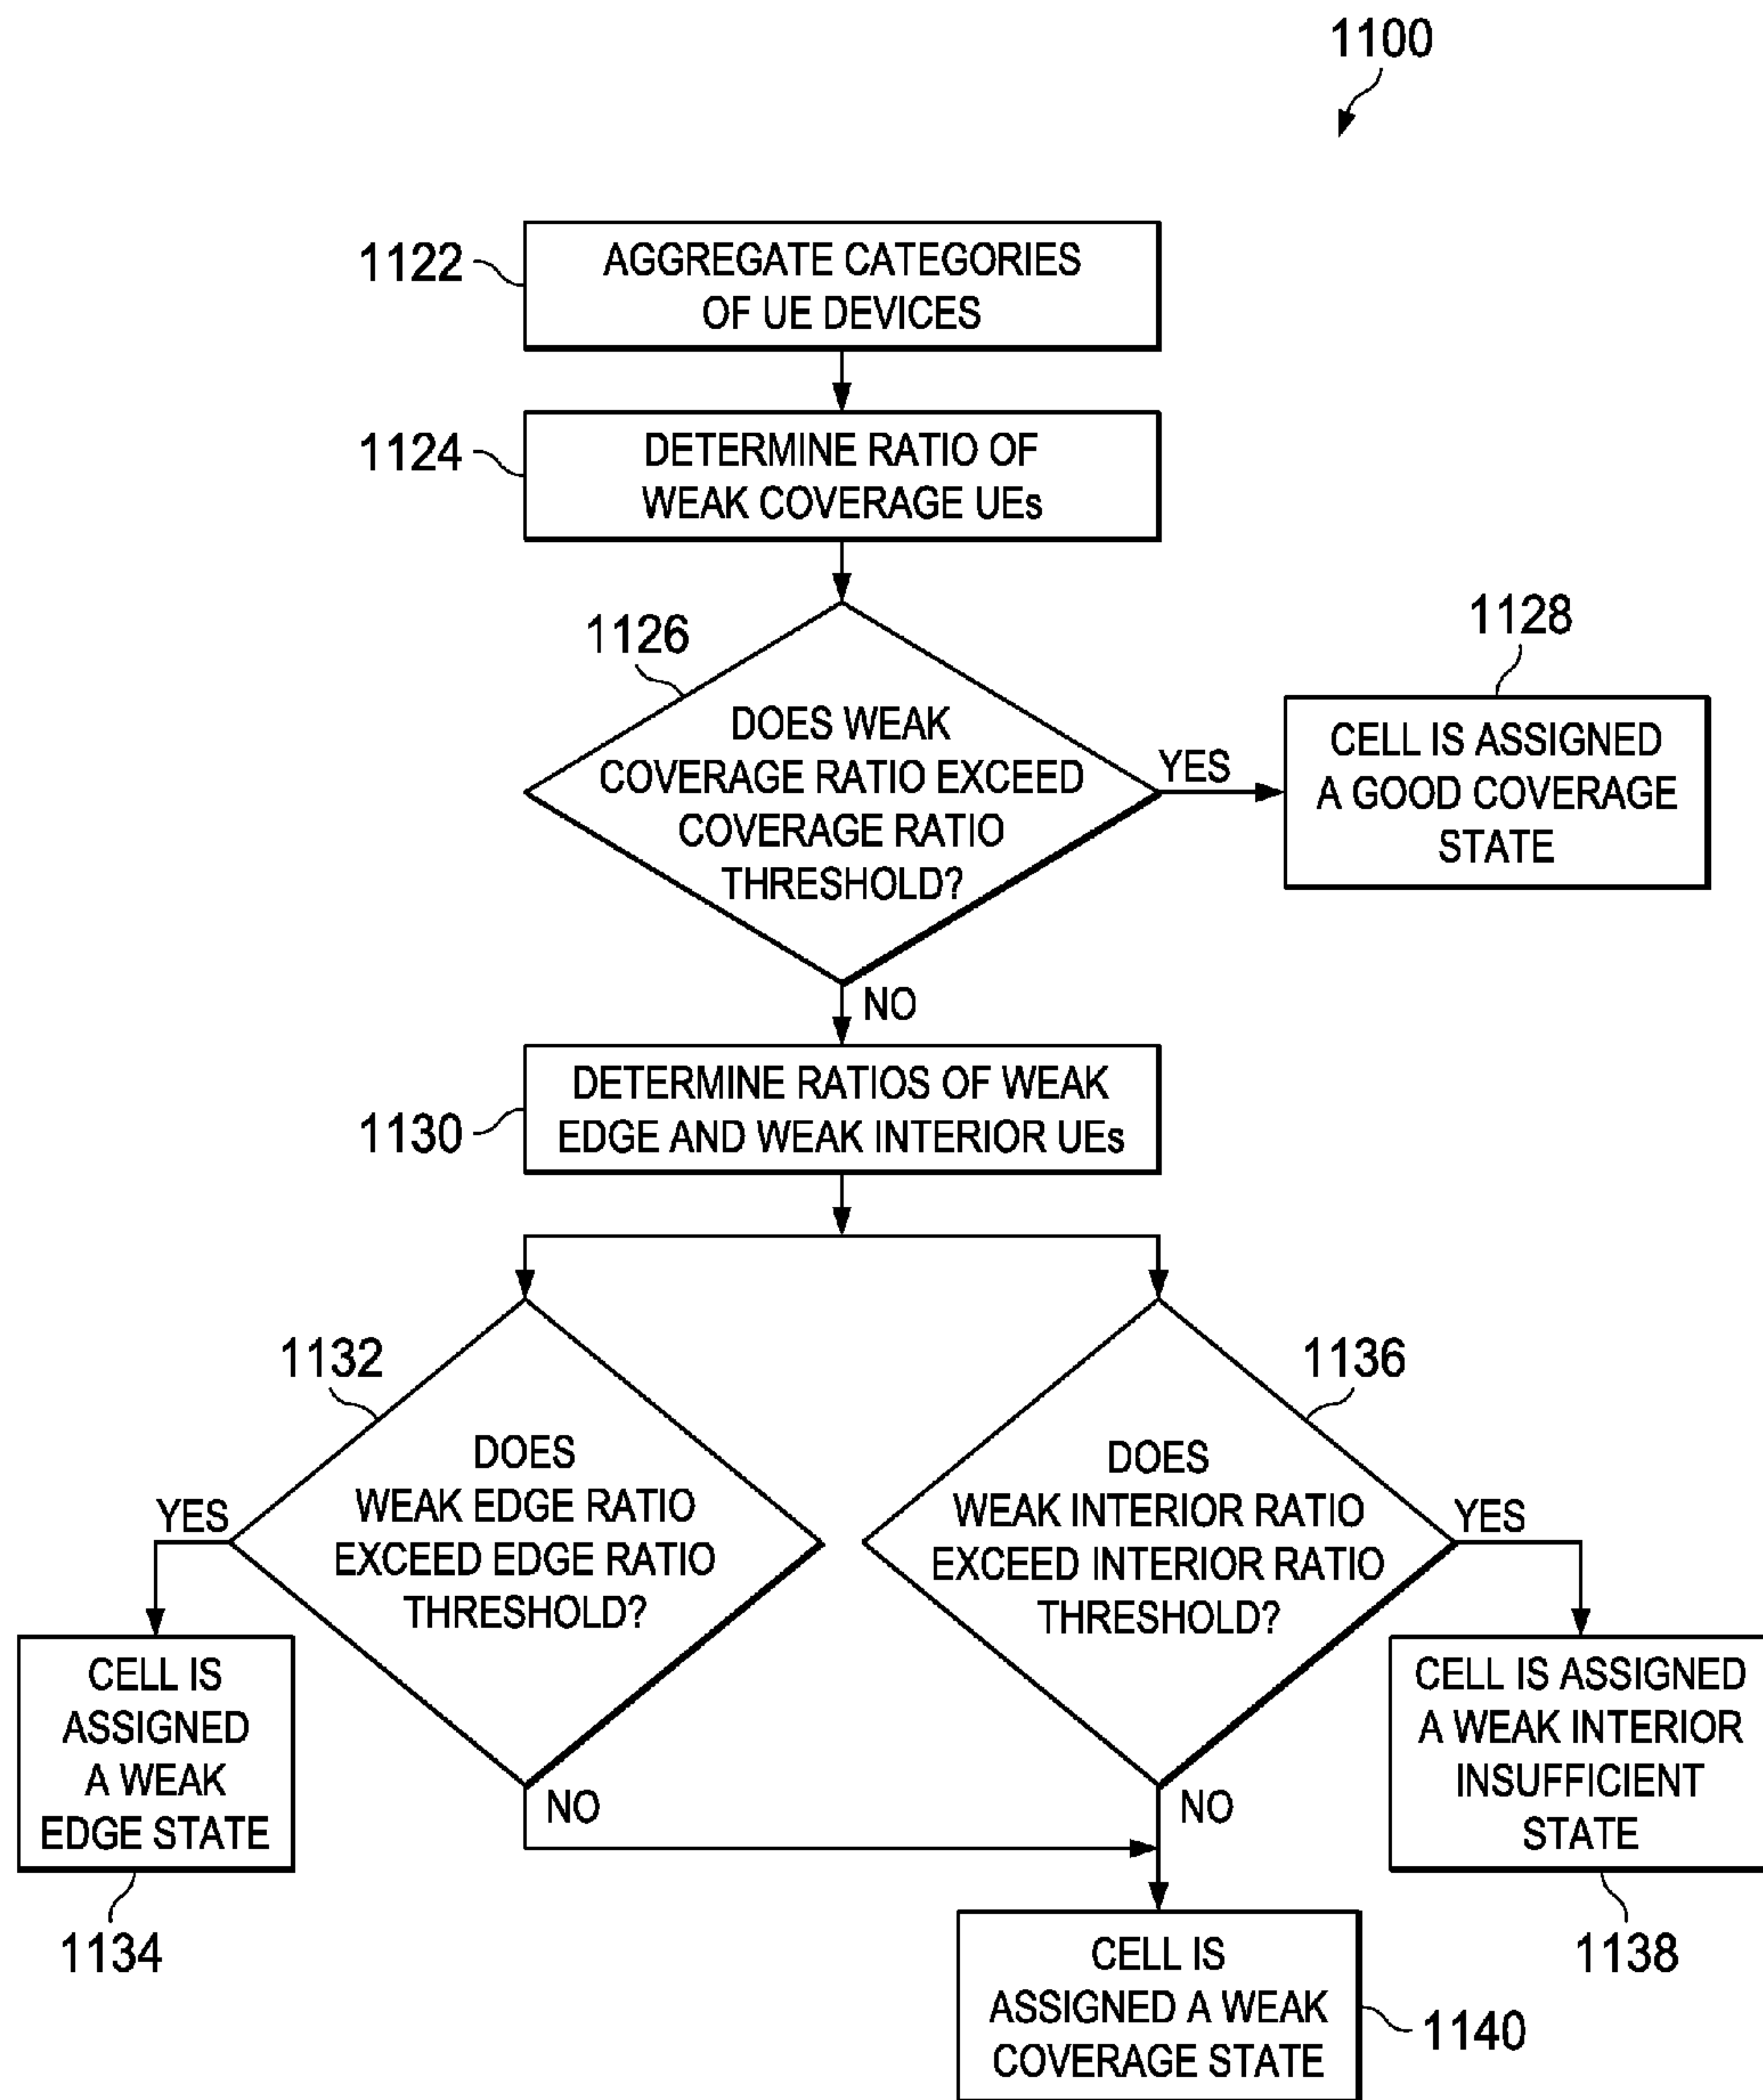 1100
1122
AGGREGATE CATEGORIES
OF UE DEVICES
1124
DETERMINE RATIO OF
WEAK COVERAGE UEs
1126
DOES WEAK
COVERAGE RATIO EXCEED
COVERAGE RATIO
THRESHOLD?
YES
1128
CELL IS ASSIGNED
A GOOD COVERAGE
STATE
NO
1130
DETERMINE RATIOS OF WEAK
EDGE AND WEAK INTERIOR UEs
1132
DOES
WEAK EDGE RATIO
EXCEED EDGE RATIO
THRESHOLD?
YES
NO
CELL IS
ASSIGNED
A WEAK
EDGE STATE
1134
1136
DOES
WEAK INTERIOR RATIO
EXCEED INTERIOR RATIO
THRESHOLD?
YES
NO
CELL IS ASSIGNED
A WEAK INTERIOR
INSUFFICIENT
STATE
1138
CELL IS
ASSIGNED A WEAK
COVERAGE STATE
1140